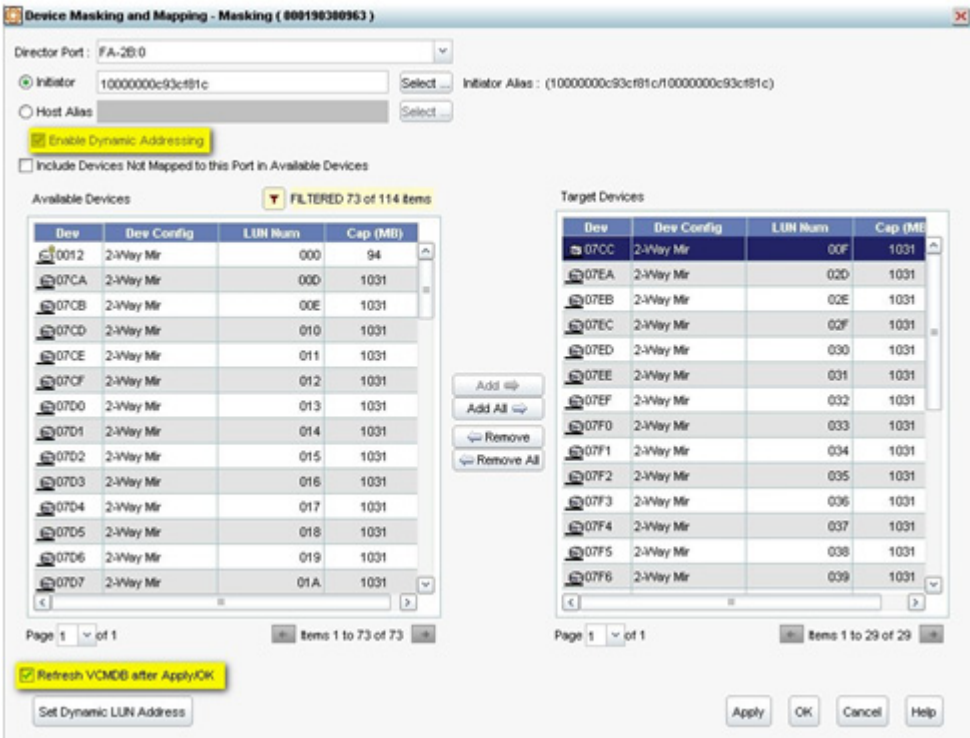 Device Masking and Mapping - Masking ( 000190300963 )
Director Port : FA-2B:0
Initiator 10000000c93cf81c Select ... Initiator Alias : (10000000c93cf81c/10000000c93cf81c)
Host Alias Select ...
Enable Dynamic Addressing
Include Devices Not Mapped to this Port in Available Devices
Available Devices FILTERED 73 of 114 items
Dev Dev Config LUN Num Cap (MB)
0012 2-Way Mir 000 94
07CA 2-Way Mir 00D 1031
07CB 2-Way Mir 00E 1031
07CD 2-Way Mir 010 1031
07CE 2-Way Mir 011 1031
07CF 2-Way Mir 012 1031
07D0 2-Way Mir 013 1031
07D1 2-Way Mir 014 1031
07D2 2-Way Mir 015 1031
07D3 2-Way Mir 016 1031
07D4 2-Way Mir 017 1031
07D5 2-Way Mir 018 1031
07D6 2-Way Mir 019 1031
07D7 2-Way Mir 01A 1031
Page 1 of 1 Items 1 to 73 of 73
Add
Add All
Remove
Remove All
Target Devices
Dev Dev Config LUN Num Cap (ME
07CC 2-Way Mir 00F 1031
07EA 2-Way Mir 02D 1031
07EB 2-Way Mir 02E 1031
07EC 2-Way Mir 02F 1031
07ED 2-Way Mir 030 1031
07EE 2-Way Mir 031 1031
07EF 2-Way Mir 032 1031
07F0 2-Way Mir 033 1031
07F1 2-Way Mir 034 1031
07F2 2-Way Mir 035 1031
07F3 2-Way Mir 036 1031
07F4 2-Way Mir 037 1031
07F5 2-Way Mir 038 1031
07F6 2-Way Mir 039 1031
Page 1 of 1 Items 1 to 29 of 29
Refresh VCMDB after Apply/OK
Set Dynamic LUN Address Apply OK Cancel Help